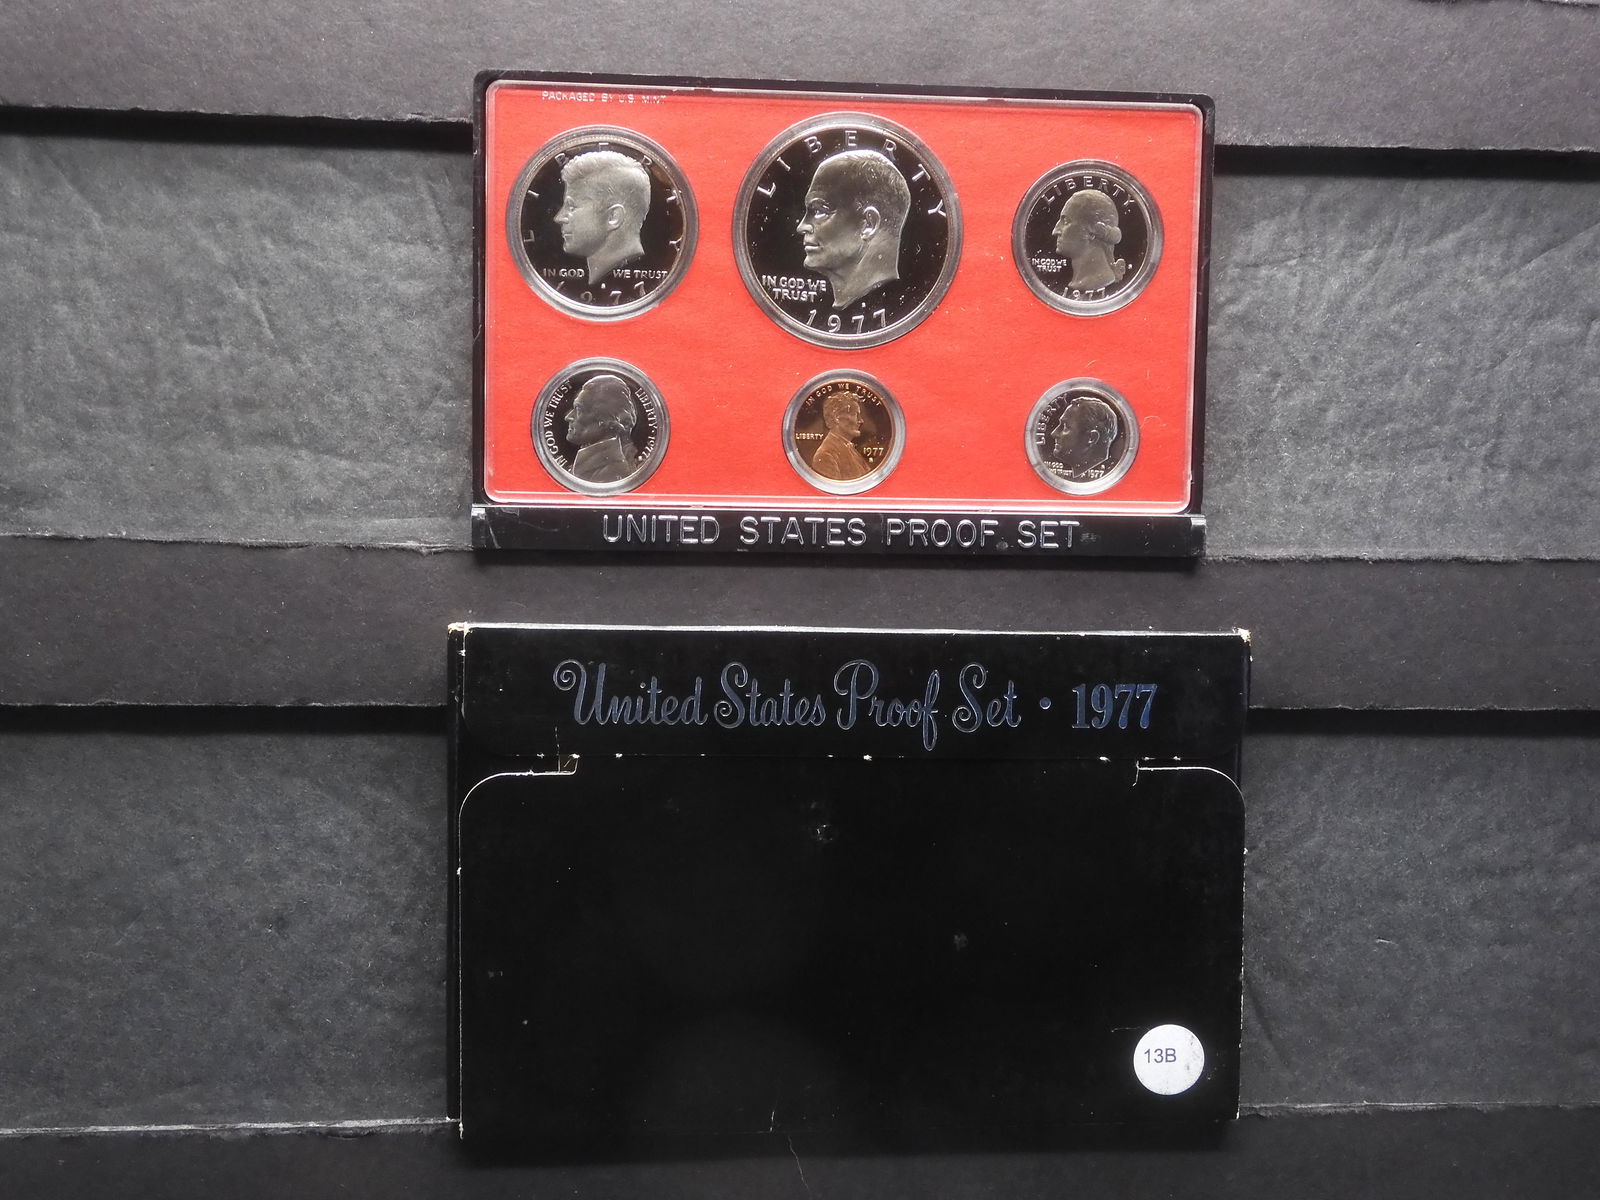 PACKAGED BY U.S. MINT
LIBERTY
IN GOD WE TRUST
1977
LIBERTY
IN GOD WE
TRUST
1977
LIBERTY
IN GOD WE
TRUST
1977
IN GOD WE TRUST
LIBERTY · 1977
IN GOD WE TRUST
LIBERTY
1977
LIBERTY
IN GOD
WE TRUST
1977
UNITED STATES PROOF SET
United States Proof Set · 1977
13B